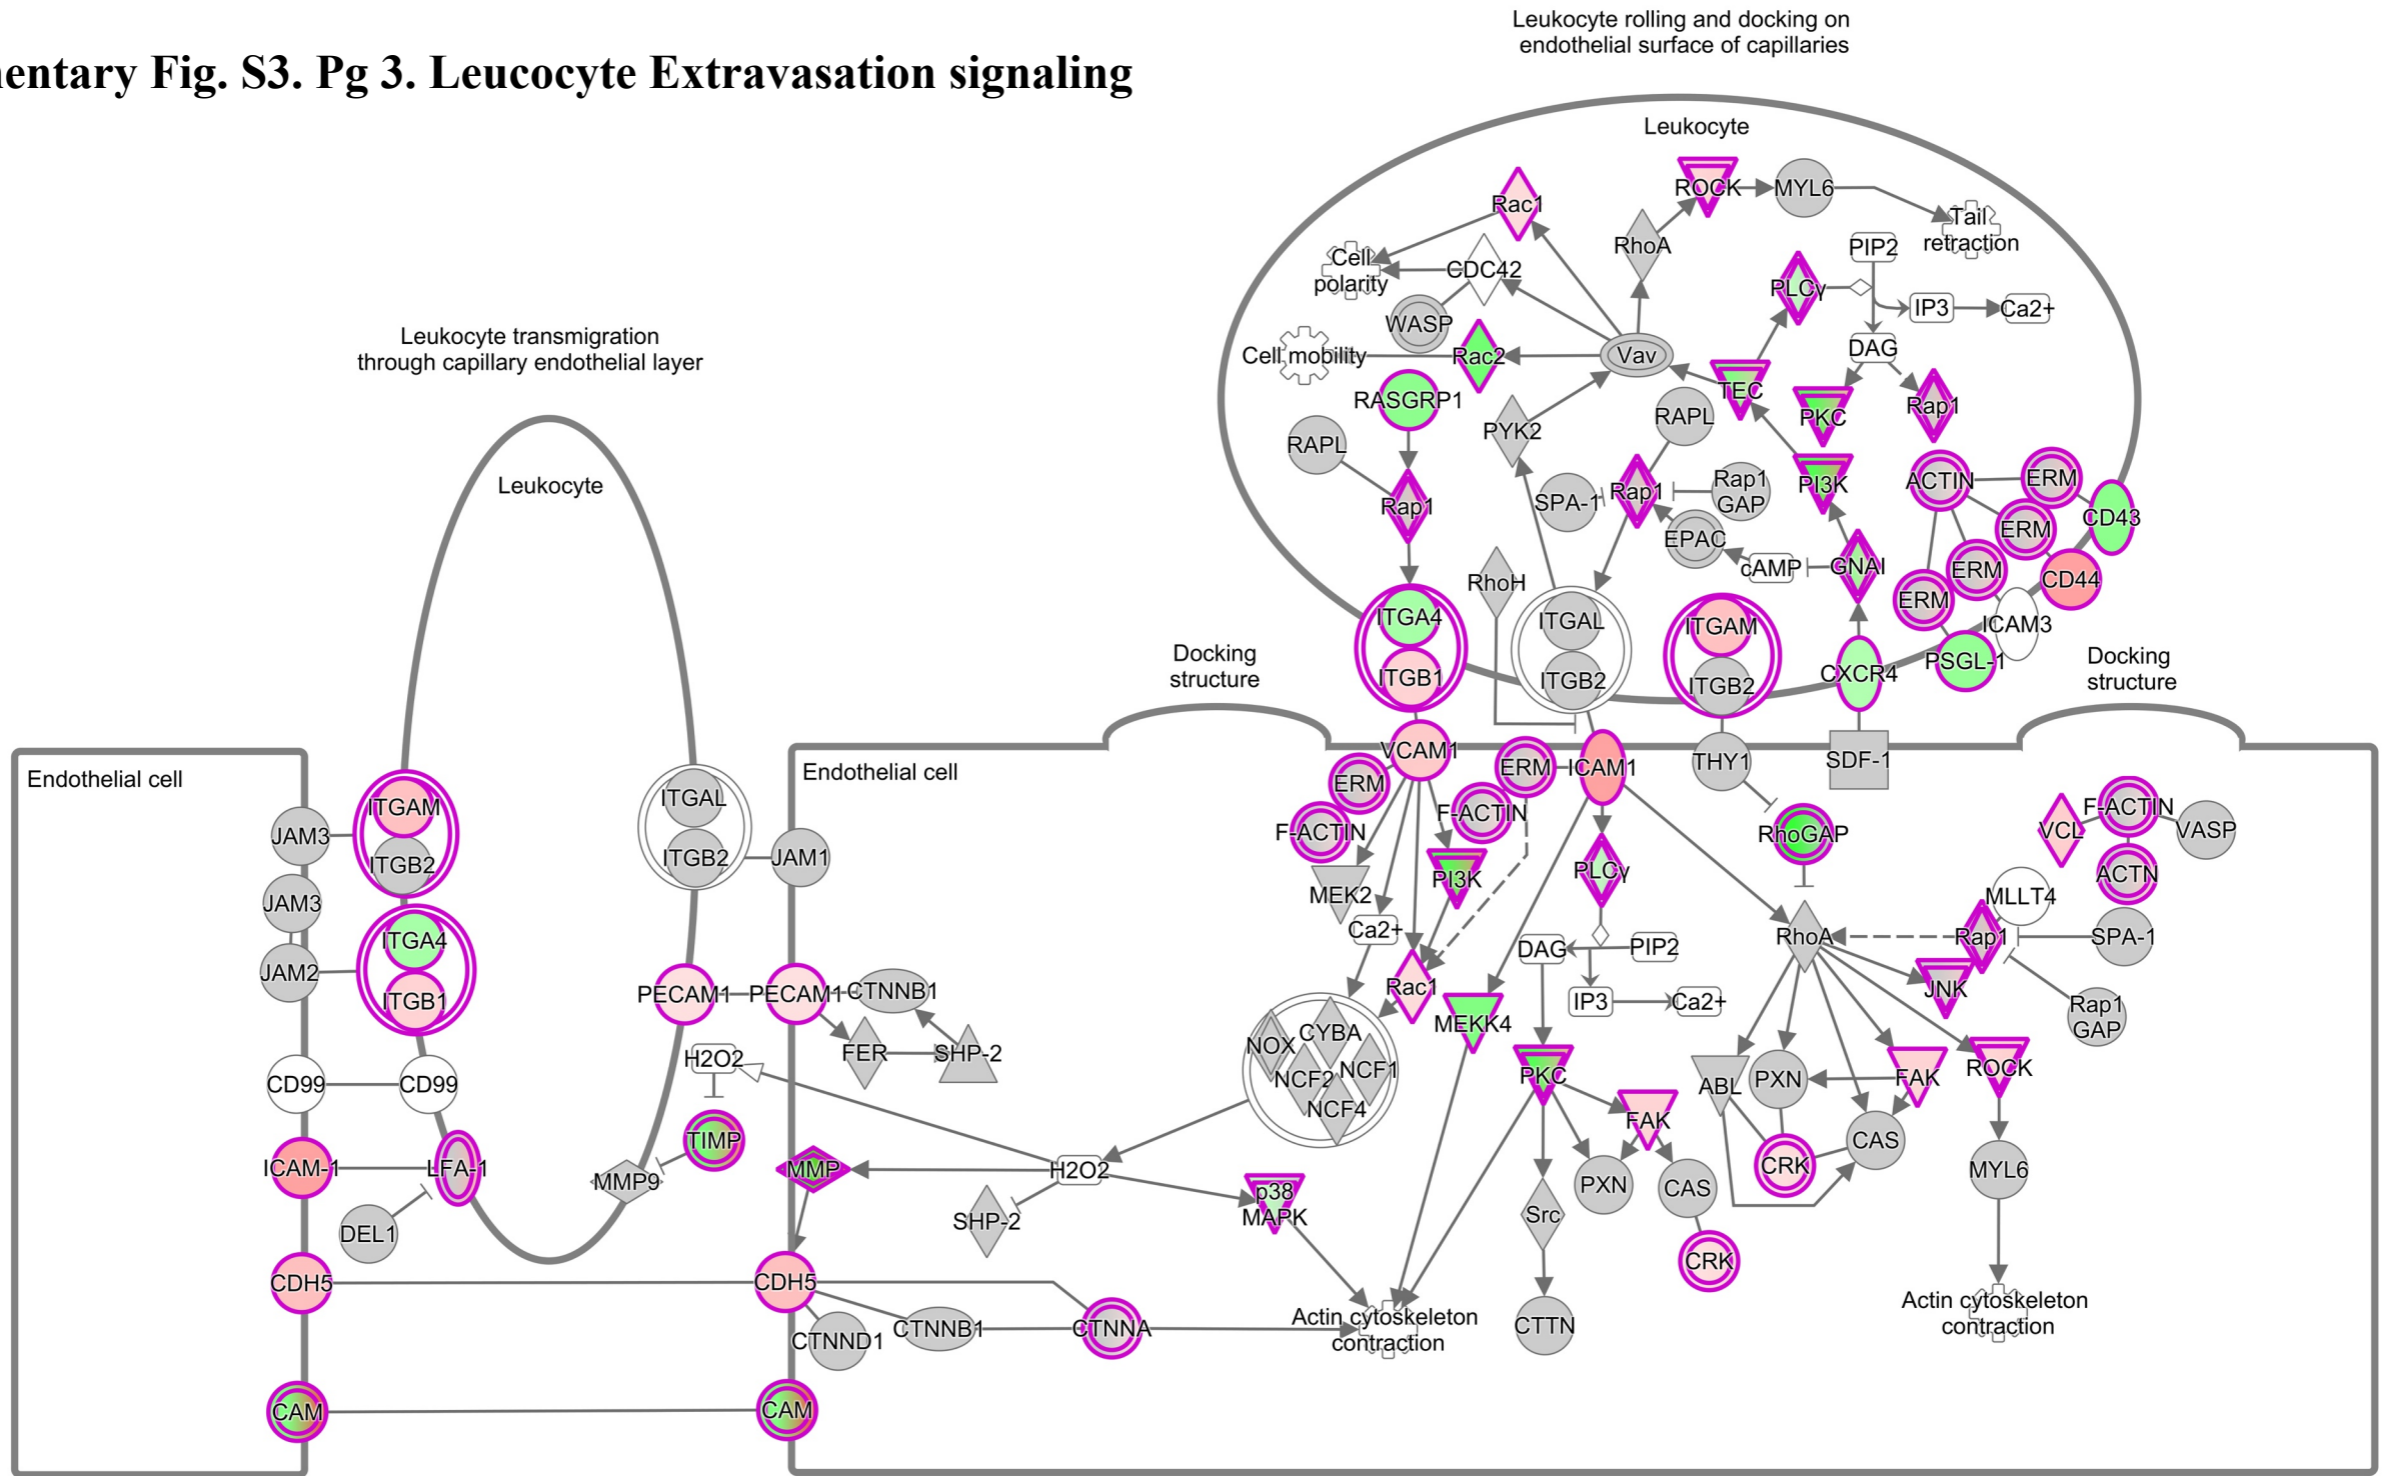 Leukocyte rolling and docking on
endothelial surface of capillaries
entary Fig. S3. Pg 3. Leucocyte Extravasation signaling
Leukocyte
ROCK
MYL6
Rac1
Tail
retraction
RhoA
PIP2
Cell
polarity
CDC42
PLCγ
IP3
Ca2+
WASP
Leukocyte transmigration
through capillary endothelial layer
Cell mobility
Rac2
Vav
DAG
TEC
RASGRP1
PKC
Rap1
RAPL
PYK2
RAPL
Leukocyte
Rap1
SPA-1
Rap1
Rap1
GAP
PI3K
ACTIN
ERM
CD43
ERM
EPAC
cAMP
GNAI
ERM
CD44
RhoH
ERM
ICAM3
ITGA4
ITGB1
ITGAL
ITGB2
ITGAM
ITGB2
CXCR4
PSGL-1
Docking
structure
Docking
structure
VCAM1
ERM
F-ACTIN
ERM
F-ACTIN
ICAM1
THY1
SDF-1
Endothelial cell
Endothelial cell
JAM3
ITGAM
ITGB2
ITGAL
ITGB2
JAM1
RhoGAP
VCL
F-ACTIN
VASP
ACTN
MEK2
PI3K
PLCγ
MLLT4
JAM3
JAM2
ITGA4
ITGB1
Ca2+
DAG
PIP2
RhoA
Rap1
SPA-1
JNK
PECAM1
PECAM1
CTNNB1
Rac1
IP3
Ca2+
Rap1
GAP
MEKK4
H2O2
FER
SHP-2
NOX
CYBA
NCF2
NCF1
NCF4
CD99
CD99
PKC
FAK
ABL
PXN
FAK
ROCK
CAS
TIMP
ICAM-1
LFA-1
MMP9
MMP
H2O2
p38
MAPK
PXN
CAS
CRK
MYL6
DEL1
SHP-2
Src
CRK
CDH5
CDH5
CTNND1
CTNNB1
CTNNA
Actin cytoskeleton
contraction
CTTN
Actin cytoskeleton
contraction
CAM
CAM